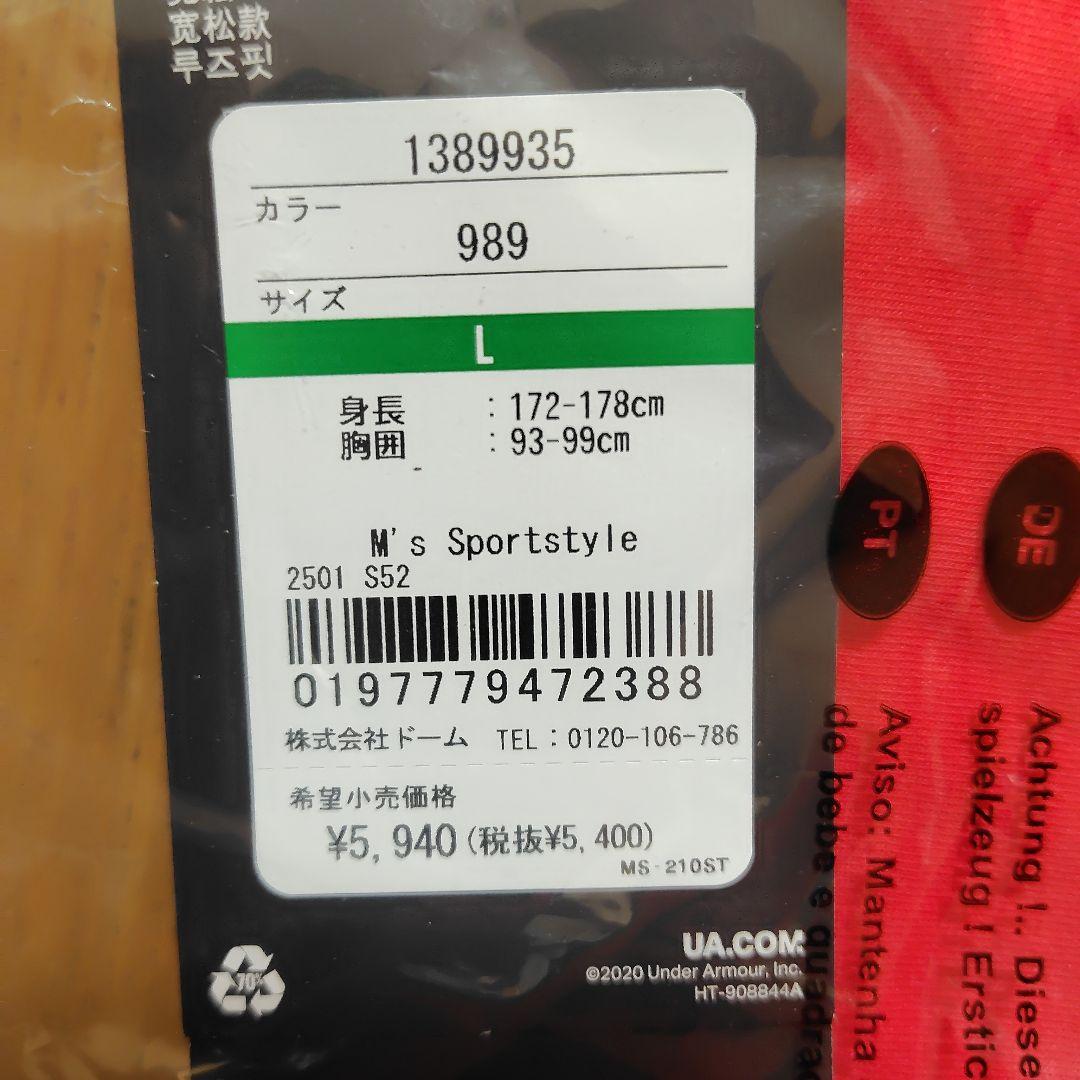 宽松款
루즈핏
1389935
カラー
989
サイズ
L
身長 : 172-178cm
胸囲 : 93-99cm
M's Sportstyle
2501 S52
0197779472388
株式会社ドーム TEL : 0120-106-786
希望小売価格
¥5,940 (税抜¥5,400)
MS-210ST
70%
UA.COM
©2020 Under Armour, Inc.
HT-908844A
PT
Aviso: Mantenha
de bebe e quadrac
DE
Achtung !.. Diese
spielzeug ! Erstic